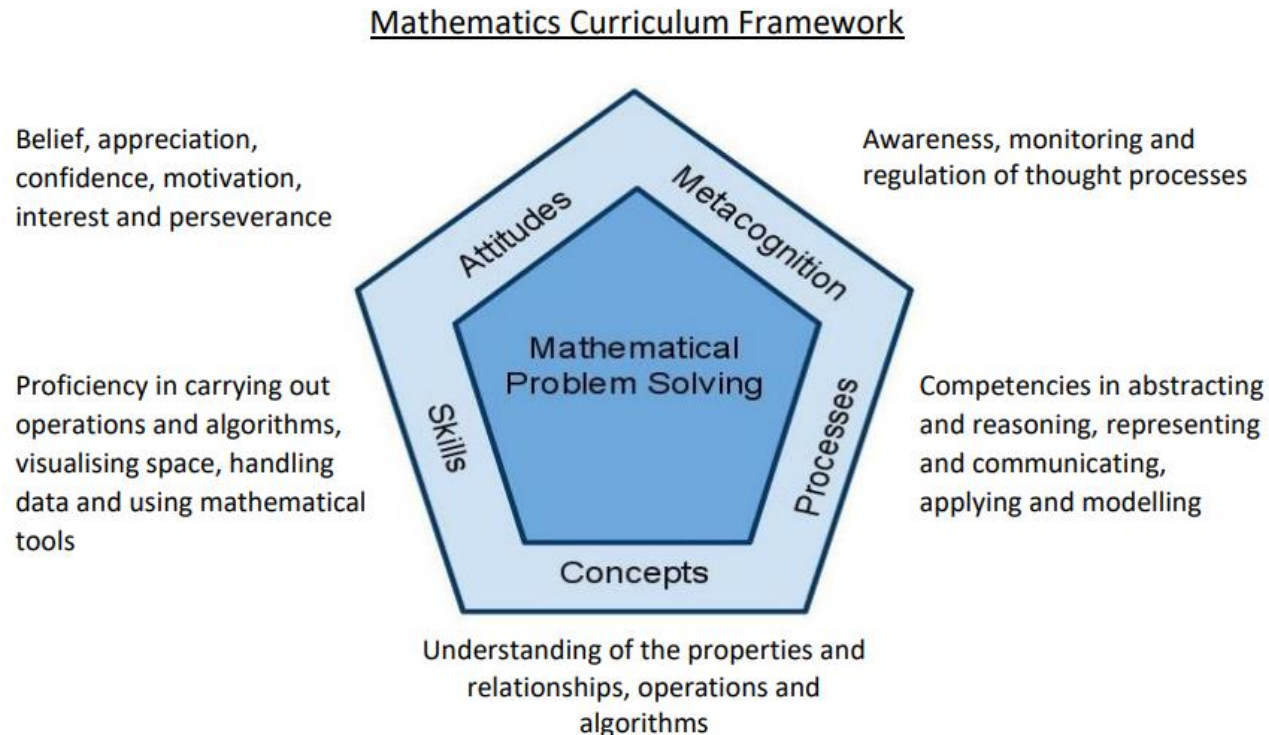 Mathematics Curriculum Framework
Belief, appreciation,
confidence, motivation,
interest and perseverance
Awareness, monitoring and
regulation of thought processes
Attitudes
Metacognition
Mathematical
Problem Solving
Proficiency in carrying out
operations and algorithms,
visualising space, handling
data and using mathematical
tools
Skills
Processes
Competencies in abstracting
and reasoning, representing
and communicating,
applying and modelling
Concepts
Understanding of the properties and
relationships, operations and
algorithms